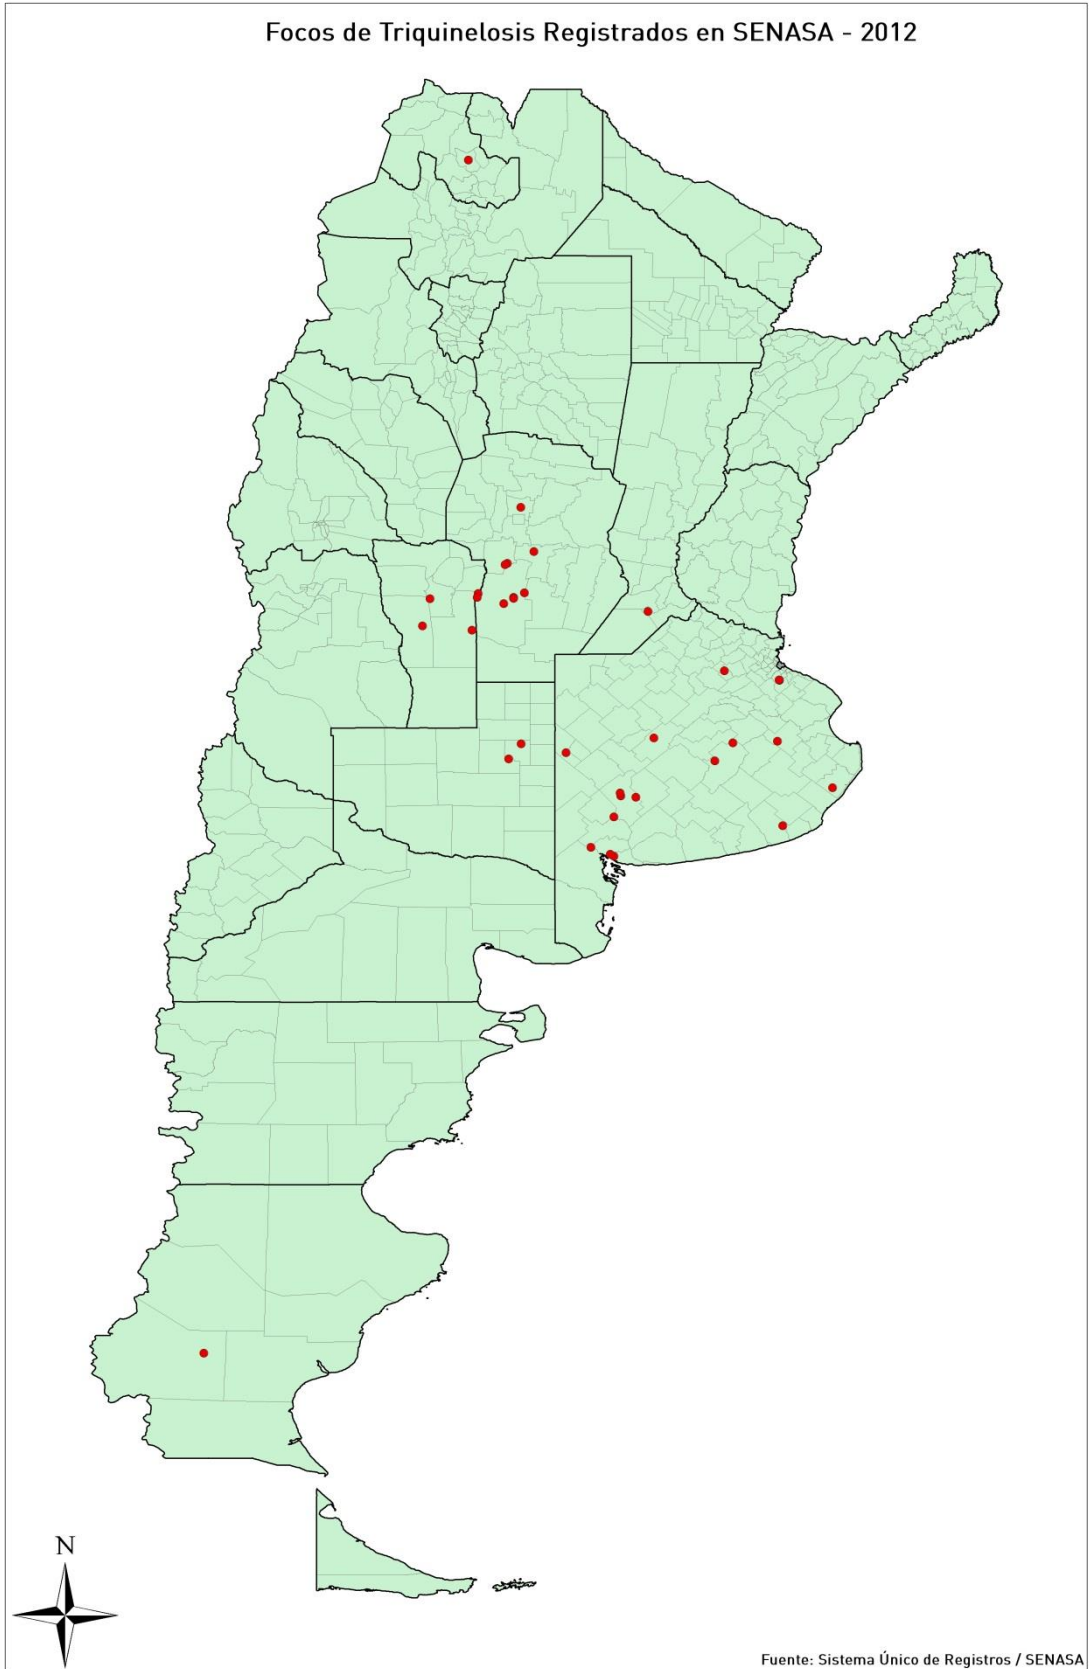 Focos de Triquinelosis Registrados en SENASA - 2012
N
Fuente: Sistema Único de Registros / SENASA